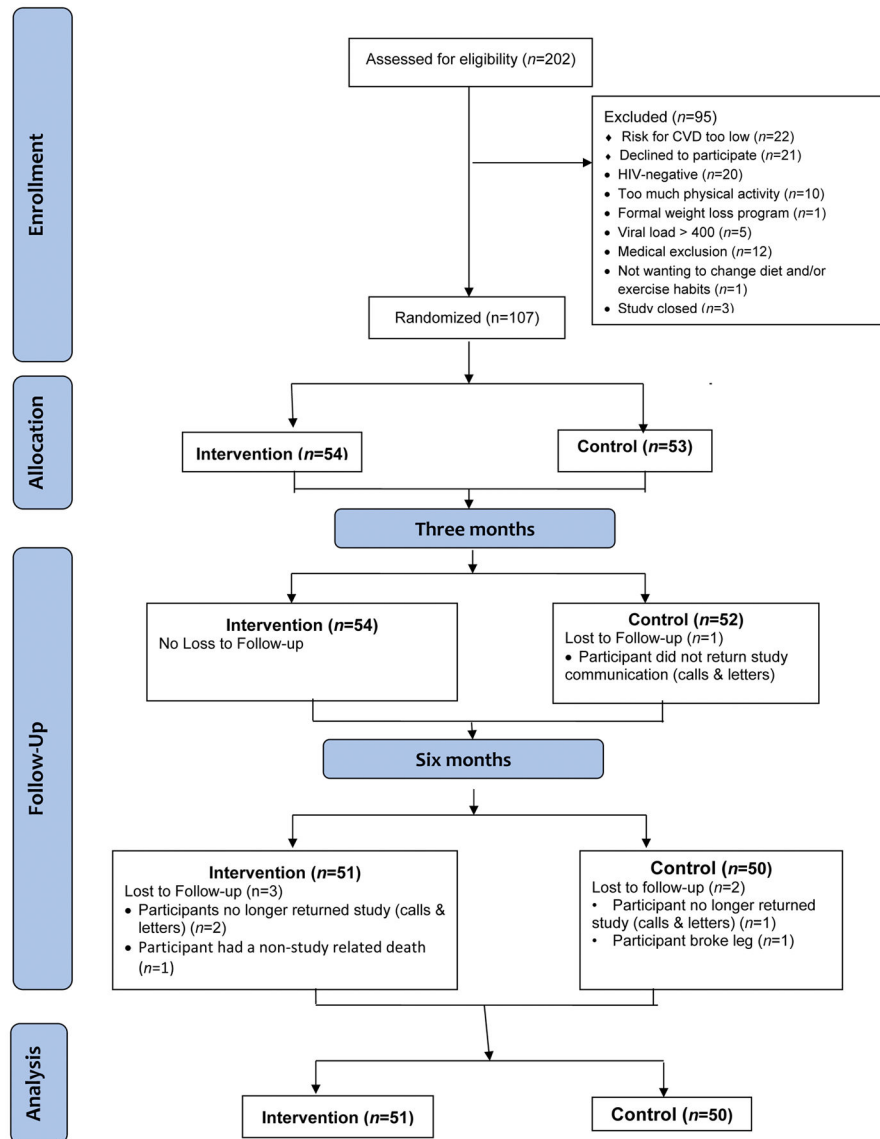 Enrollment
Assessed for eligibility (n=202)
Excluded (n=95)
⬧ Risk for CVD too low (n=22)
⬧ Declined to participate (n=21)
• HIV-negative (n=20)
• Too much physical activity (n=10)
• Formal weight loss program (n=1)
• Viral load > 400 (n=5)
• Medical exclusion (n=12)
• Not wanting to change diet and/or
exercise habits (n=1)
• Study closed (n=3)
Randomized (n=107)
Allocation
Intervention (n=54)
Control (n=53)
Three months
Follow-Up
Intervention (n=54)
No Loss to Follow-up
Control (n=52)
Lost to Follow-up (n=1)
• Participant did not return study
communication (calls & letters)
Six months
Intervention (n=51)
Lost to Follow-up (n=3)
• Participants no longer returned study (calls &
letters) (n=2)
• Participant had a non-study related death
(n=1)
Control (n=50)
Lost to follow-up (n=2)
• Participant no longer returned
study (calls & letters) (n=1)
• Participant broke leg (n=1)
Analysis
Intervention (n=51)
Control (n=50)